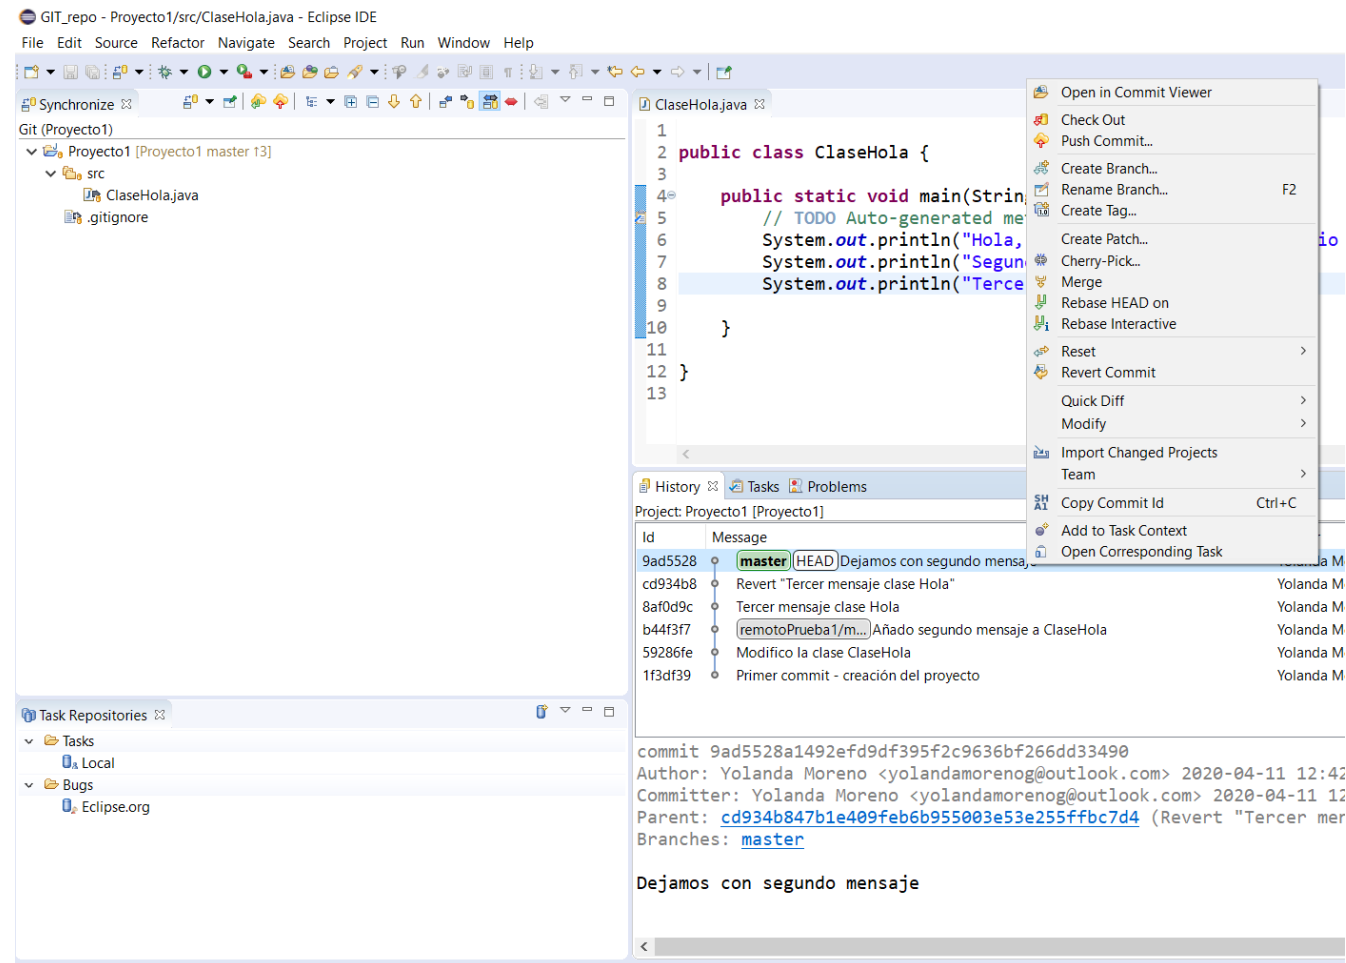 GIT_repo - Proyecto1/src/ClaseHola.java - Eclipse IDE
File Edit Source Refactor Navigate Search Project Run Window Help
Synchronize
Git (Proyecto1)
Proyecto1 [Proyecto1 master ↑3]
src
ClaseHola.java
.gitignore
ClaseHola.java
1
2 public class ClaseHola {
3
4 public static void main(Strin
5 // TODO Auto-generated me
6 System.out.println("Hola, io
7 System.out.println("Segun
8 System.out.println("Terce
9
10 }
11
12 }
13
Open in Commit Viewer
Check Out
Push Commit...
Create Branch...
Rename Branch... F2
Create Tag...
Create Patch...
Cherry-Pick...
Merge
Rebase HEAD on
Rebase Interactive
Reset
Revert Commit
Quick Diff
Modify
Import Changed Projects
Team
Copy Commit Id Ctrl+C
Add to Task Context
Open Corresponding Task
History Tasks Problems
Project: Proyecto1 [Proyecto1]
Id Message
9ad5528 master HEAD Dejamos con segundo mensaje Yolanda M
cd934b8 Revert "Tercer mensaje clase Hola" Yolanda M
8af0d9c Tercer mensaje clase Hola Yolanda M
b44f3f7 remotoPrueba1/m... Añado segundo mensaje a ClaseHola Yolanda M
59286fe Modifico la clase ClaseHola Yolanda M
1f3df39 Primer commit - creación del proyecto Yolanda M
commit 9ad5528a1492efd9df395f2c9636bf266dd33490
Author: Yolanda Moreno <yolandamorenog@outlook.com> 2020-04-11 12:42
Committer: Yolanda Moreno <yolandamorenog@outlook.com> 2020-04-11 12
Parent: cd934b847b1e409feb6b955003e53e255ffbc7d4 (Revert "Tercer men
Branches: master
Dejamos con segundo mensaje
Task Repositories
Tasks
Local
Bugs
Eclipse.org